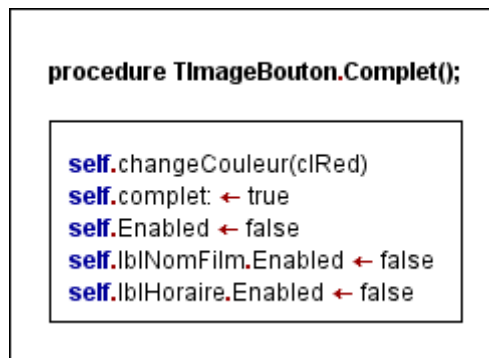 procedure TImageBouton.Complet();
self.changeCouleur(clRed)
self.complet: ← true
self.Enabled ← false
self.lblNomFilm.Enabled ← false
self.lblHoraire.Enabled ← false